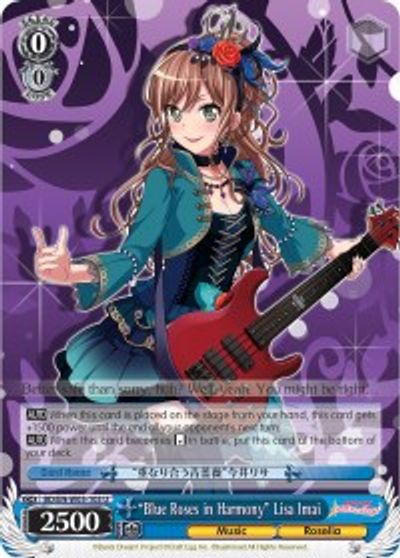 0
0
Better safe than sorry, huh? Well, yeah. You might be right...
AUTO When this card is placed on the stage from your hand, this card gets
+1500 power until the end of your opponent's next turn.
AUTO When this card becomes in battle, put this card at the bottom of
your deck.
Card Name
"重なり合う青薔薇"今井リサ
2500
"Blue Roses in Harmony" Lisa Imai
Music
Roselia